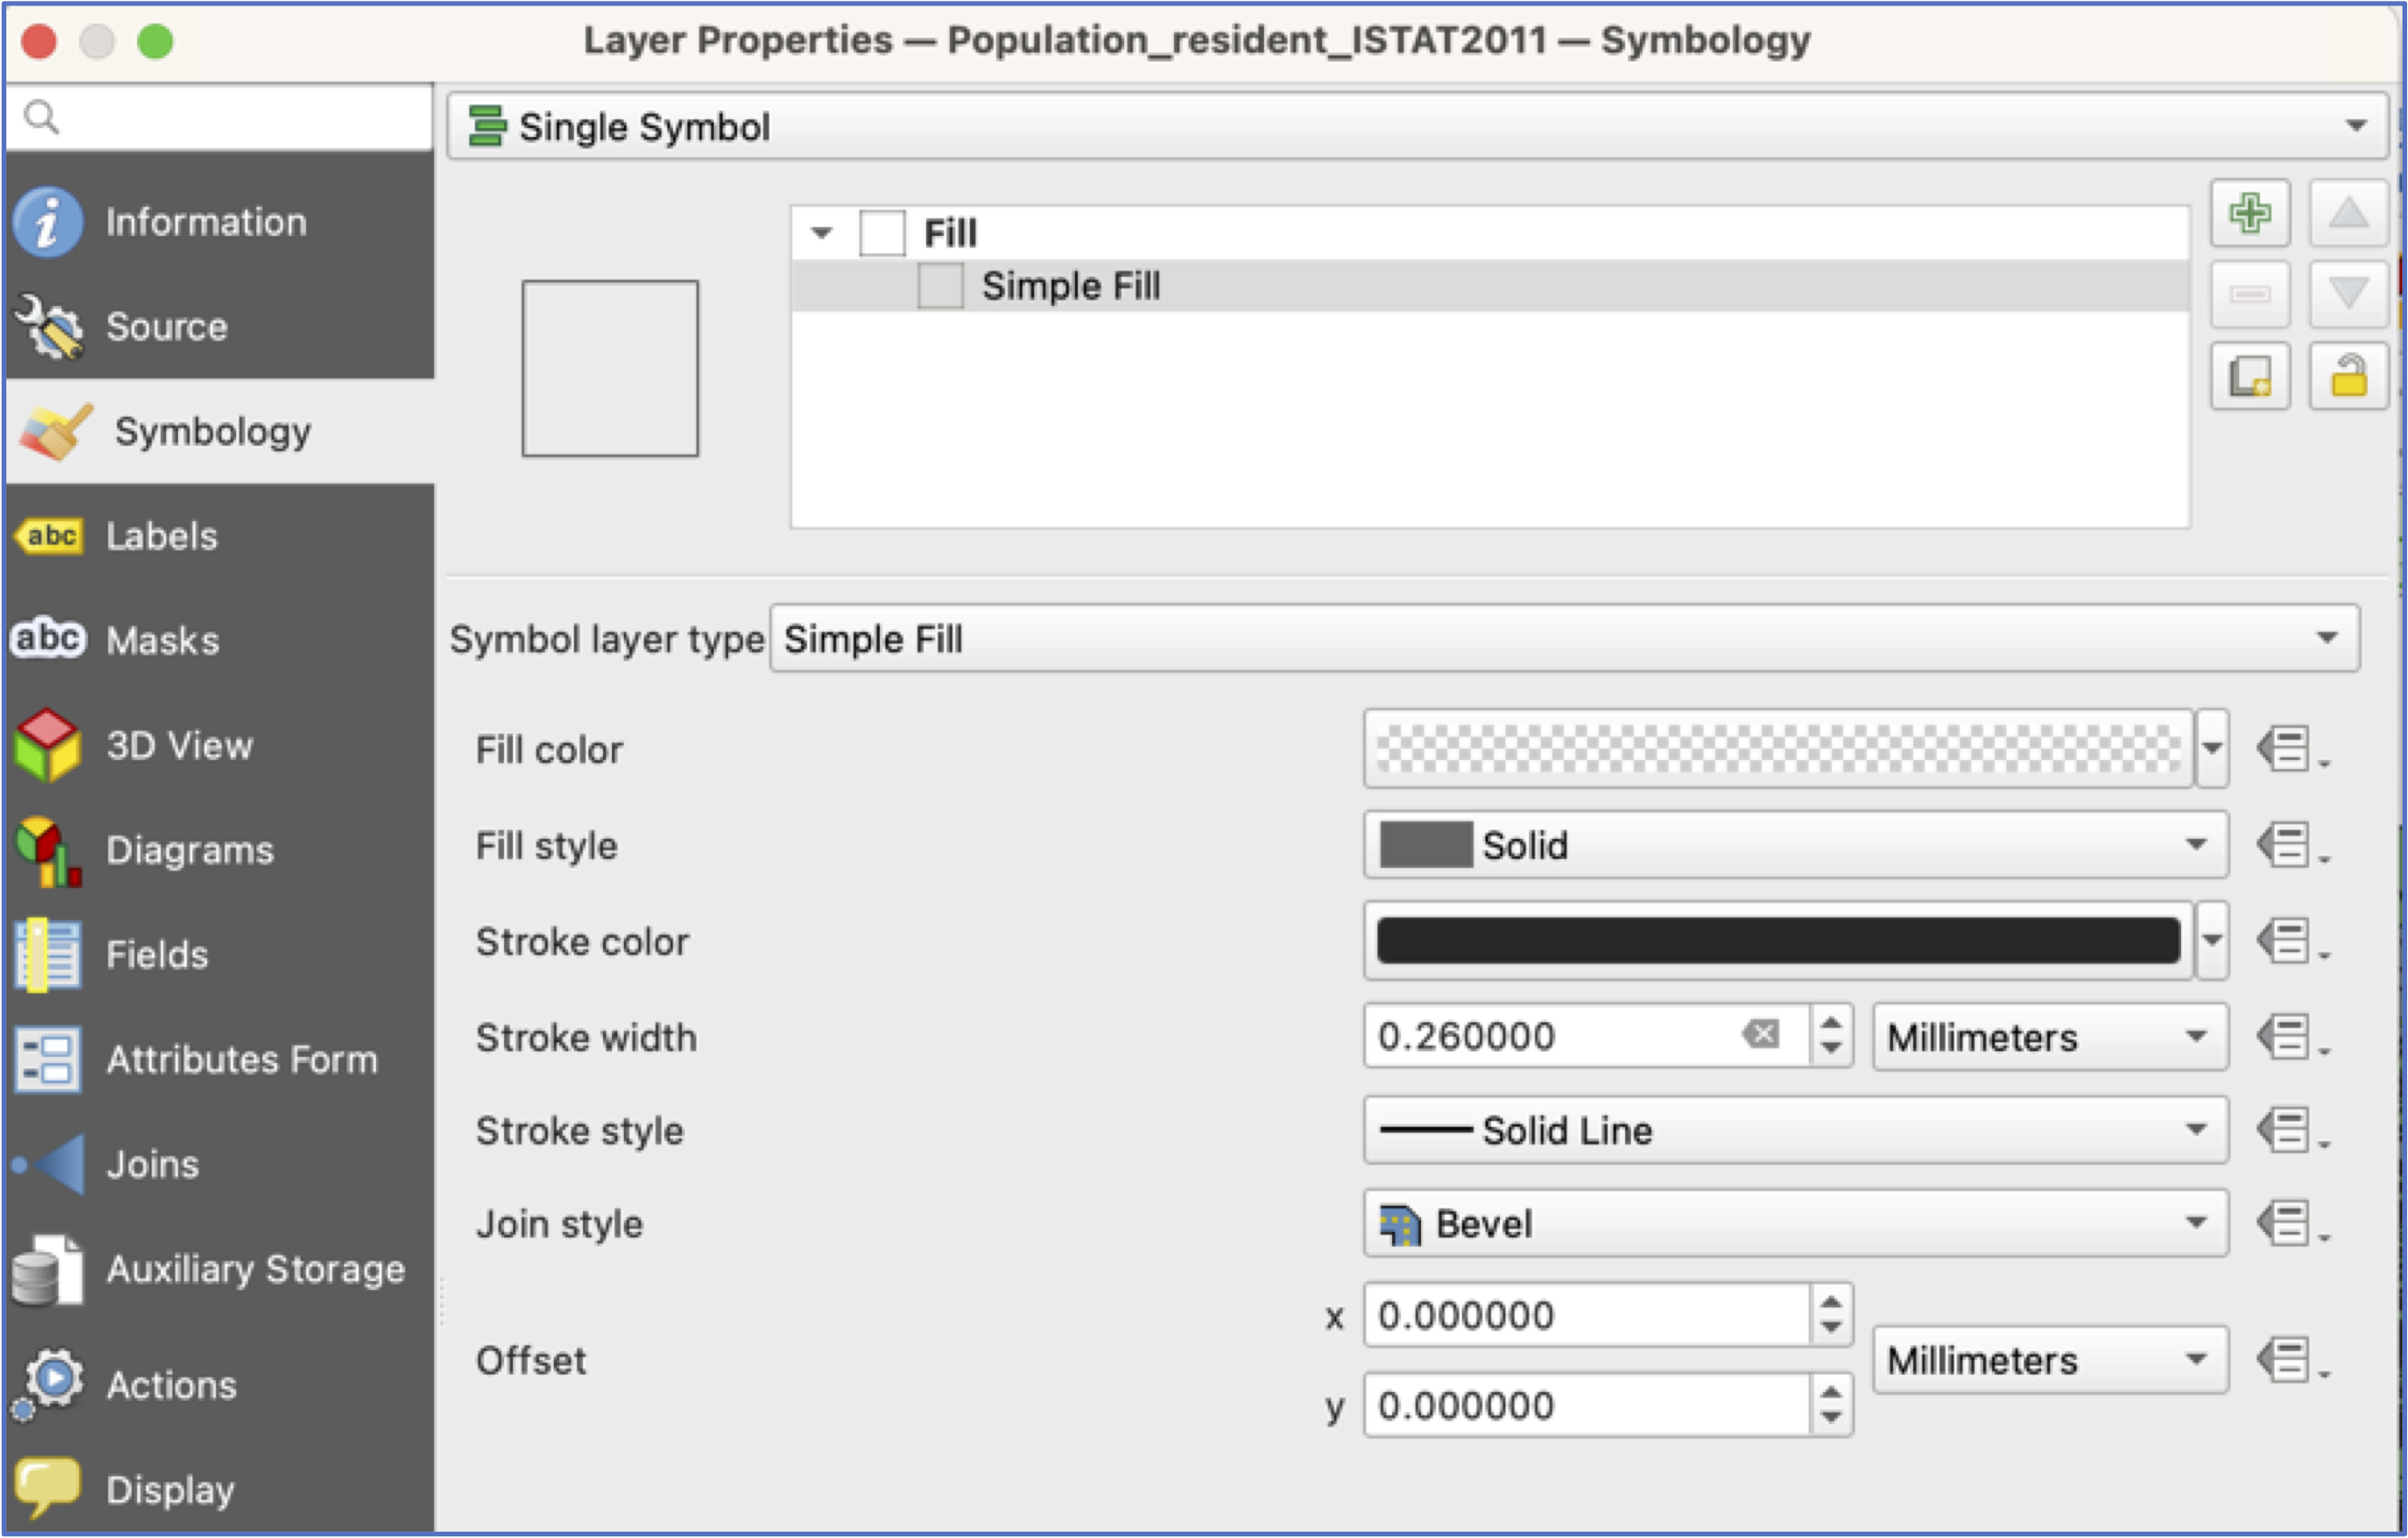 Layer Properties — Population_resident_ISTAT2011 — Symbology
Single Symbol
Information
Source
Symbology
Labels
Masks
3D View
Diagrams
Fields
Attributes Form
Joins
Auxiliary Storage
Actions
Display
Fill
Simple Fill
Symbol layer type Simple Fill
Fill color
Fill style Solid
Stroke color
Stroke width 0.260000 Millimeters
Stroke style Solid Line
Join style Bevel
x 0.000000
Offset Millimeters
y 0.000000
abc
abc